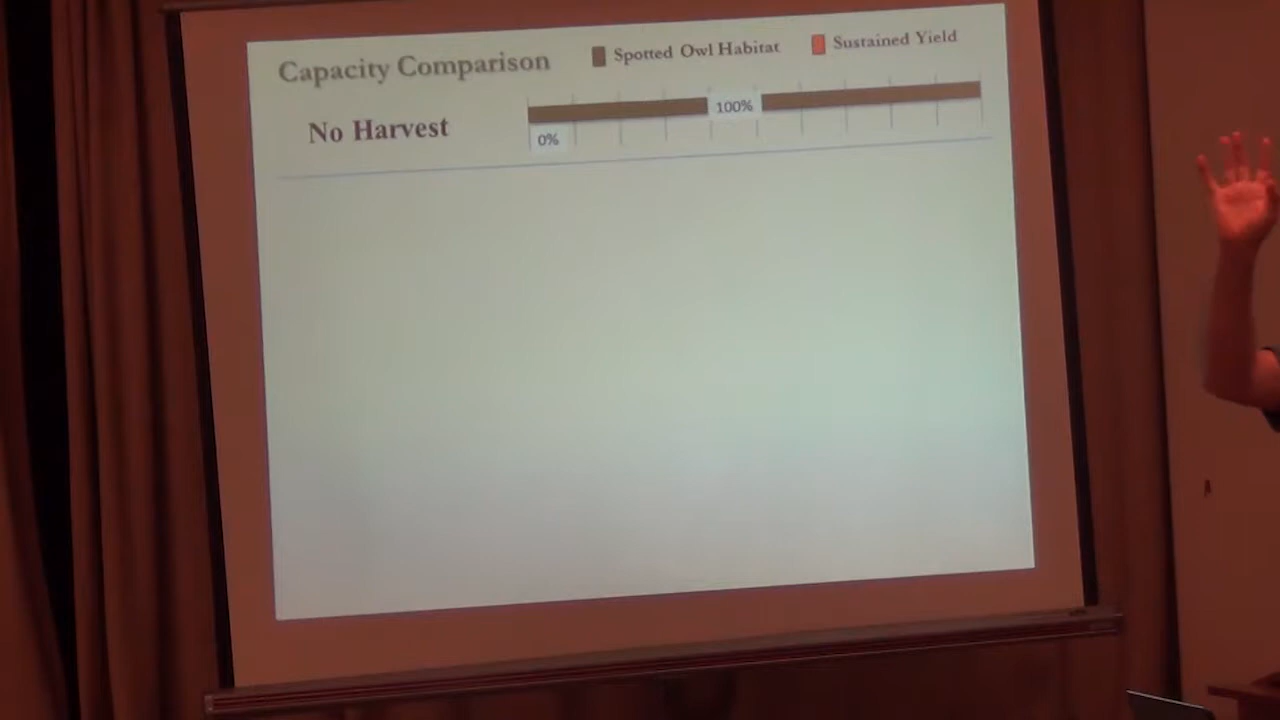 Capacity Comparison
Spotted Owl Habitat
Sustained Yield
No Harvest
100%
0%